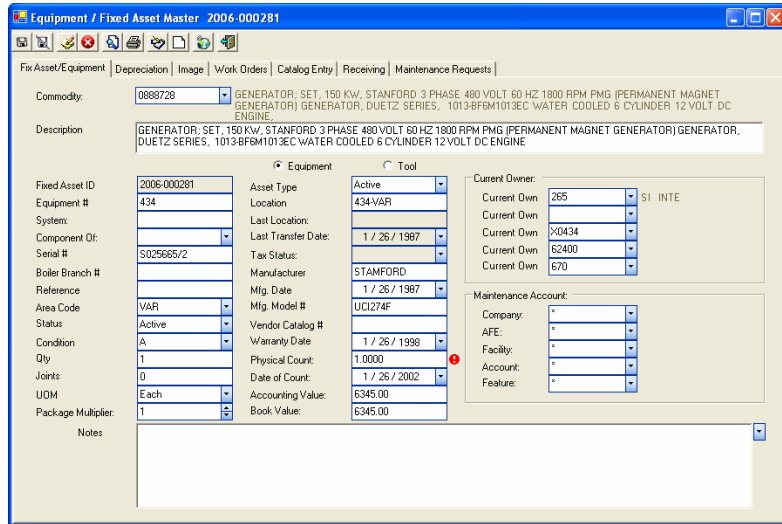 Equipment / Fixed Asset Master 2006-000281
Fix Asset/Equipment Depreciation Image Work Orders Catalog Entry Receiving Maintenance Requests
Commodity: 0888728 GENERATOR; SET, 150 KW, STANFORD 3 PHASE 480 VOLT 60 HZ 1800 RPM PMG (PERMANENT MAGNET
GENERATOR) GENERATOR, DUETZ SERIES, 1013-BF6M1013EC WATER COOLED 6 CYLINDER 12 VOLT DC
ENGINE,
Description GENERATOR; SET, 150 KW, STANFORD 3 PHASE 480 VOLT 60 HZ 1800 RPM PMG (PERMANENT MAGNET GENERATOR) GENERATOR,
DUETZ SERIES, 1013-BF6M1013EC WATER COOLED 6 CYLINDER 12 VOLT DC ENGINE
Equipment Tool
Fixed Asset ID 2006-000281
Equipment # 434
System:
Component Of:
Serial # S025665/2
Boiler Branch #
Reference
Area Code VAR
Status Active
Condition A
Qty 1
Joints 0
UOM Each
Package Multiplier: 1
Asset Type Active
Location 434-VAR
Last Location:
Last Transfer Date: 1 / 26 / 1987
Tax Status:
Manufacturer STAMFORD
Mfg. Date 1 / 26 / 1987
Mfg. Model # UCI274F
Vendor Catalog #
Warranty Date 1 / 26 / 1998
Physical Count: 1.0000
Date of Count: 1 / 26 / 2002
Accounting Value: 6345.00
Book Value: 6345.00
Current Owner:
Current Own 265 SI INTE
Current Own
Current Own X0434
Current Own 62400
Current Own 670
Maintenance Account:
Company: *
AFE: *
Facility: *
Account: *
Feature: *
Notes